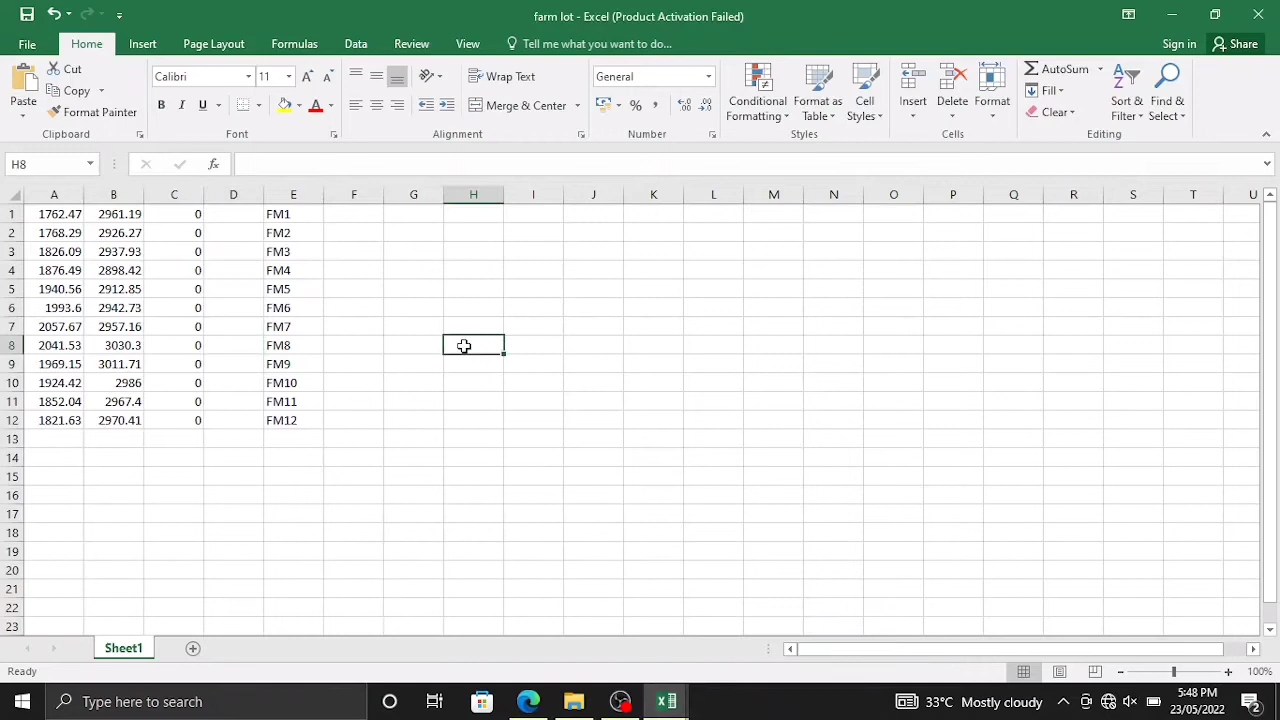 farm lot - Excel (Product Activation Failed)
File Home Insert Page Layout Formulas Data Review View Tell me what you want to do... Sign in Share
Paste
Cut
Copy
Format Painter
Clipboard
Calibri 11
A A
B I U A
Font
Wrap Text
Merge & Center
Alignment
General
% ,
Number
Conditional Formatting
Format as Table
Cell Styles
Styles
Insert Delete Format
Cells
AutoSum
Fill
Clear
Sort & Filter
Find & Select
Editing
H8 fx
A B C D E F G H I J K L M N O P Q R S T U
1 1762.47 2961.19 0 FM1
2 1768.29 2926.27 0 FM2
3 1826.09 2937.93 0 FM3
4 1876.49 2898.42 0 FM4
5 1940.56 2912.85 0 FM5
6 1993.6 2942.73 0 FM6
7 2057.67 2957.16 0 FM7
8 2041.53 3030.3 0 FM8
9 1969.15 3011.71 0 FM9
10 1924.42 2986 0 FM10
11 1852.04 2967.4 0 FM11
12 1821.63 2970.41 0 FM12
13
14
15
16
17
18
19
20
21
22
23
Sheet1
Ready 100%
Type here to search 33°C Mostly cloudy 5:48 PM
23/05/2022
2